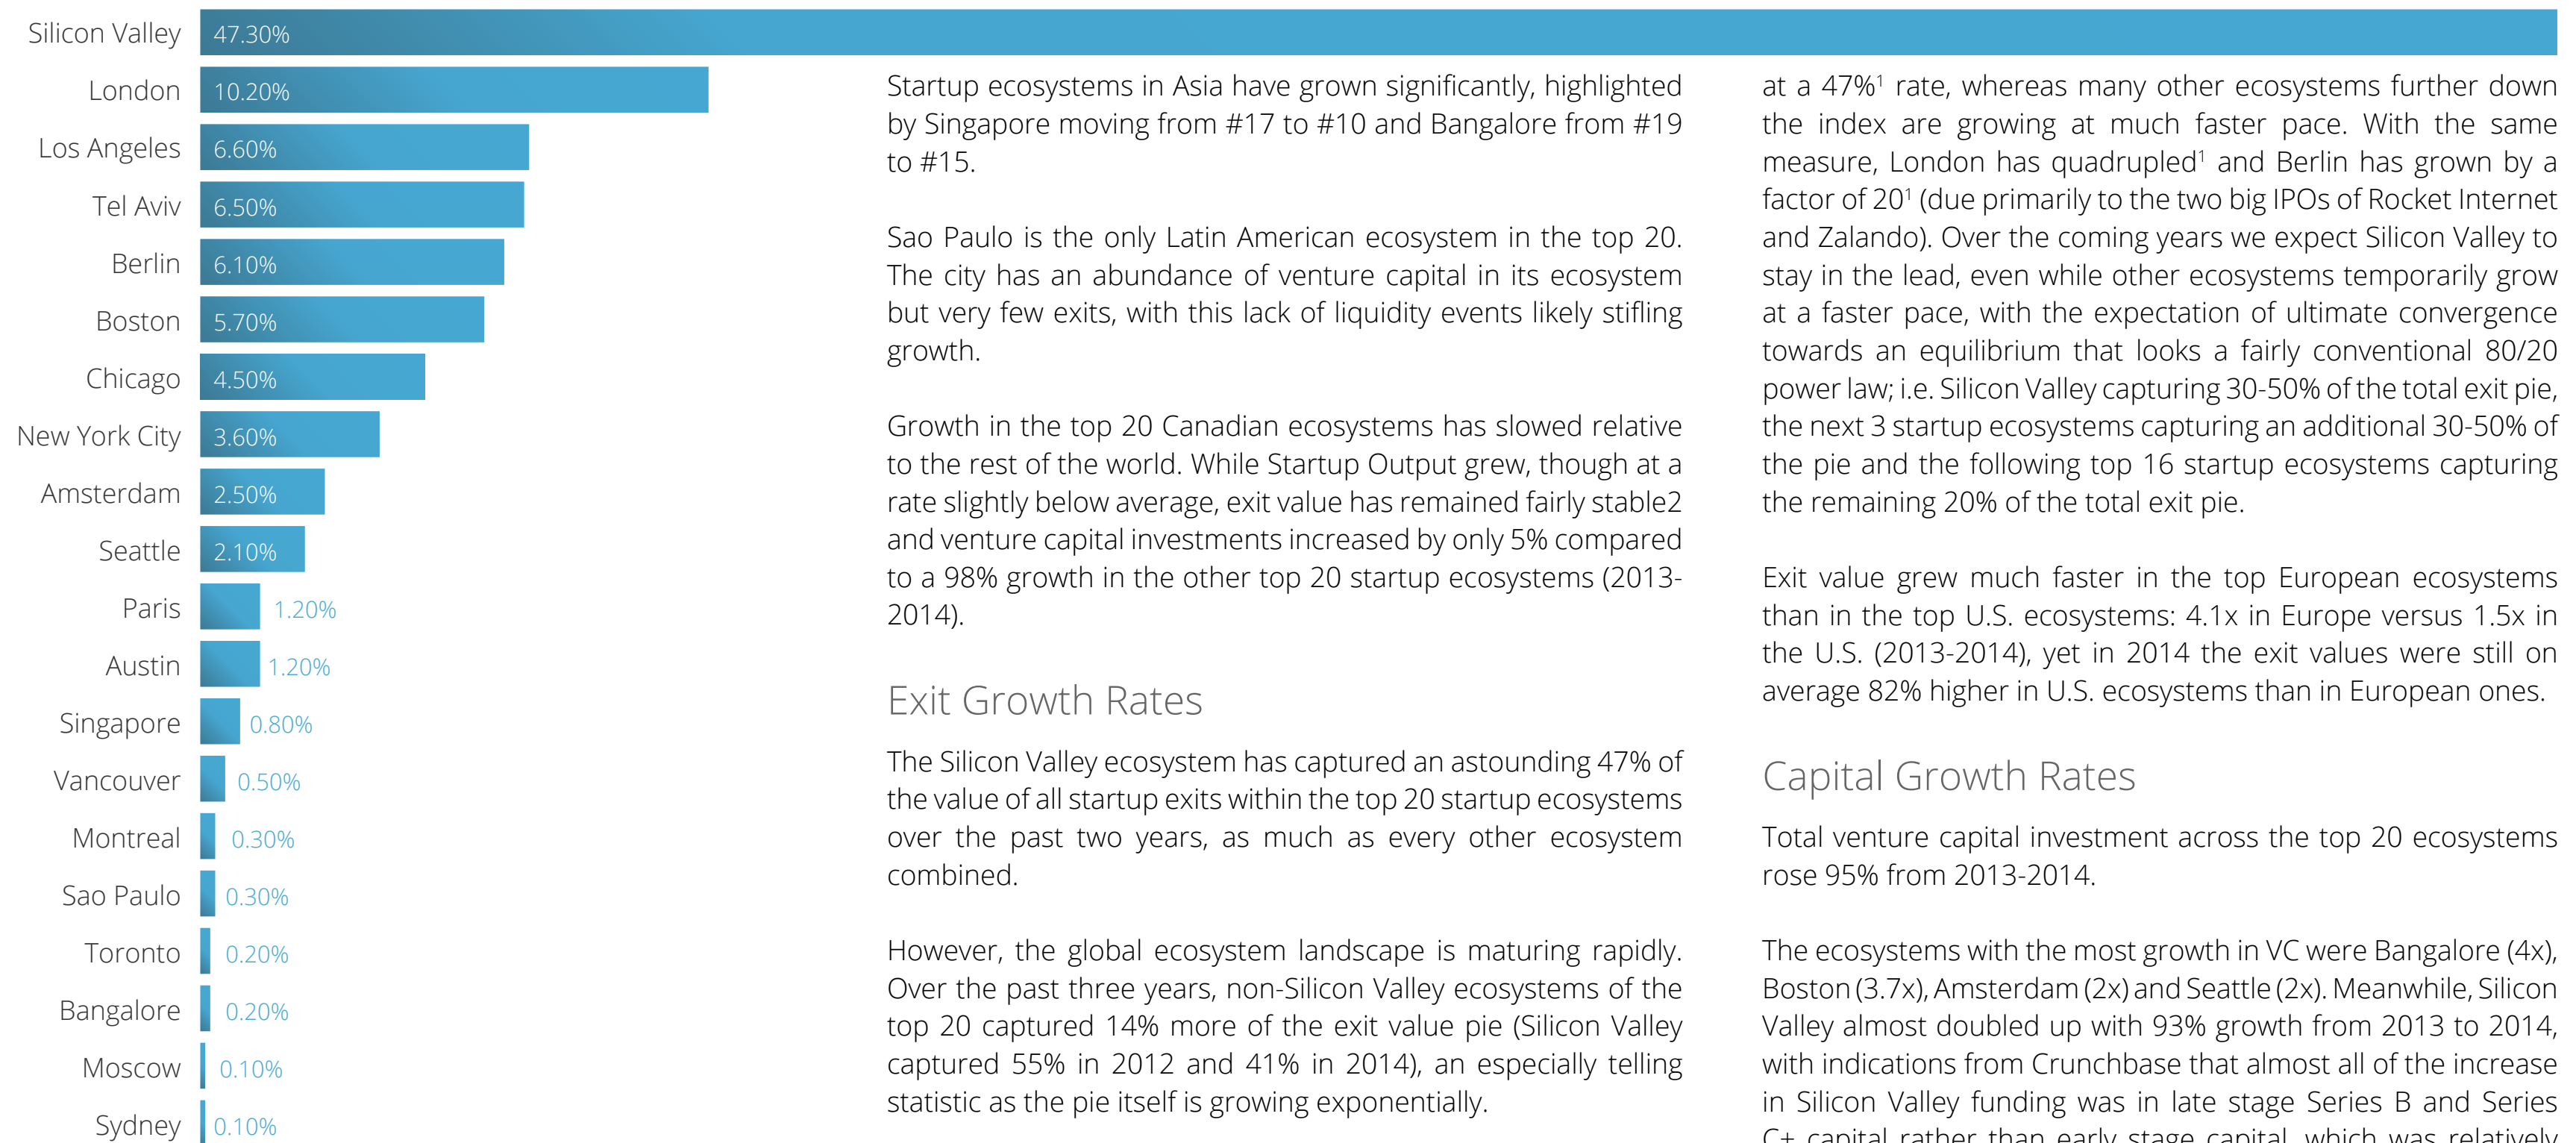 Silicon Valley 47.30%
London 10.20%
Los Angeles 6.60%
Tel Aviv 6.50%
Berlin 6.10%
Boston 5.70%
Chicago 4.50%
New York City 3.60%
Amsterdam 2.50%
Seattle 2.10%
Paris 1.20%
Austin 1.20%
Singapore 0.80%
Vancouver 0.50%
Montreal 0.30%
Sao Paulo 0.30%
Toronto 0.20%
Bangalore 0.20%
Moscow 0.10%
Sydney 0.10%
Startup ecosystems in Asia have grown significantly, highlighted
by Singapore moving from #17 to #10 and Bangalore from #19
to #15.
Sao Paulo is the only Latin American ecosystem in the top 20.
The city has an abundance of venture capital in its ecosystem
but very few exits, with this lack of liquidity events likely stifling
growth.
Growth in the top 20 Canadian ecosystems has slowed relative
to the rest of the world. While Startup Output grew, though at a
rate slightly below average, exit value has remained fairly stable2
and venture capital investments increased by only 5% compared
to a 98% growth in the other top 20 startup ecosystems (2013-
2014).
Exit Growth Rates
The Silicon Valley ecosystem has captured an astounding 47% of
the value of all startup exits within the top 20 startup ecosystems
over the past two years, as much as every other ecosystem
combined.
However, the global ecosystem landscape is maturing rapidly.
Over the past three years, non-Silicon Valley ecosystems of the
top 20 captured 14% more of the exit value pie (Silicon Valley
captured 55% in 2012 and 41% in 2014), an especially telling
statistic as the pie itself is growing exponentially.
at a 47%¹ rate, whereas many other ecosystems further down
the index are growing at much faster pace. With the same
measure, London has quadrupled¹ and Berlin has grown by a
factor of 20¹ (due primarily to the two big IPOs of Rocket Internet
and Zalando). Over the coming years we expect Silicon Valley to
stay in the lead, even while other ecosystems temporarily grow
at a faster pace, with the expectation of ultimate convergence
towards an equilibrium that looks a fairly conventional 80/20
power law; i.e. Silicon Valley capturing 30-50% of the total exit pie,
the next 3 startup ecosystems capturing an additional 30-50% of
the pie and the following top 16 startup ecosystems capturing
the remaining 20% of the total exit pie.
Exit value grew much faster in the top European ecosystems
than in the top U.S. ecosystems: 4.1x in Europe versus 1.5x in
the U.S. (2013-2014), yet in 2014 the exit values were still on
average 82% higher in U.S. ecosystems than in European ones.
Capital Growth Rates
Total venture capital investment across the top 20 ecosystems
rose 95% from 2013-2014.
The ecosystems with the most growth in VC were Bangalore (4x),
Boston (3.7x), Amsterdam (2x) and Seattle (2x). Meanwhile, Silicon
Valley almost doubled up with 93% growth from 2013 to 2014,
with indications from Crunchbase that almost all of the increase
in Silicon Valley funding was in late stage Series B and Series
C+ capital rather than early stage capital, which was relatively